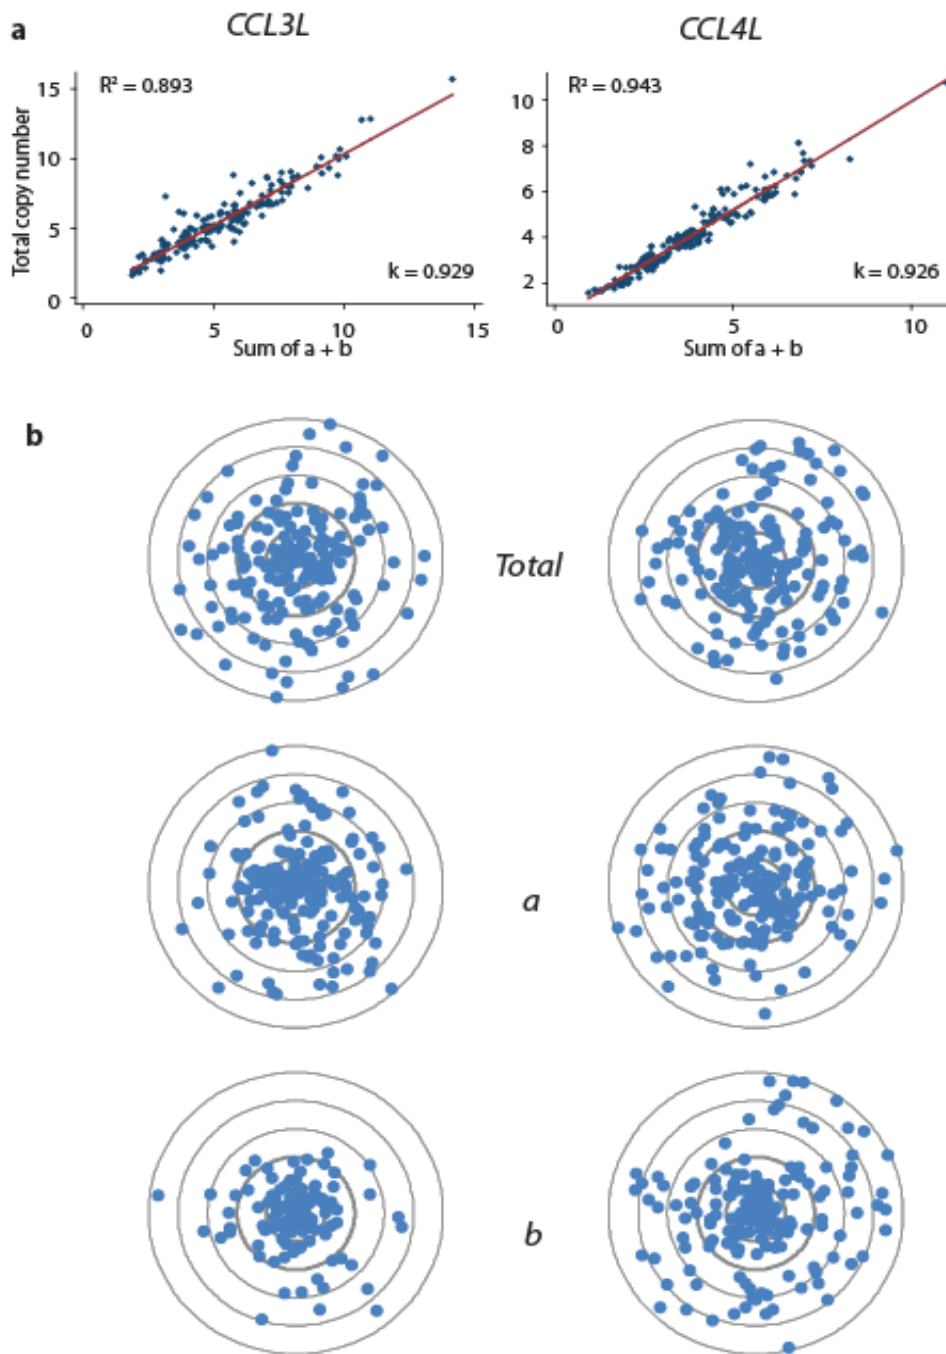 a
CCL3L
CCL4L
R² = 0.893
R² = 0.943
Total copy number
15
10
5
0
10
8
6
4
2
k = 0.929
k = 0.926
0 5 10 15
0 5 10
Sum of a + b
Sum of a + b
b
Total
a
b